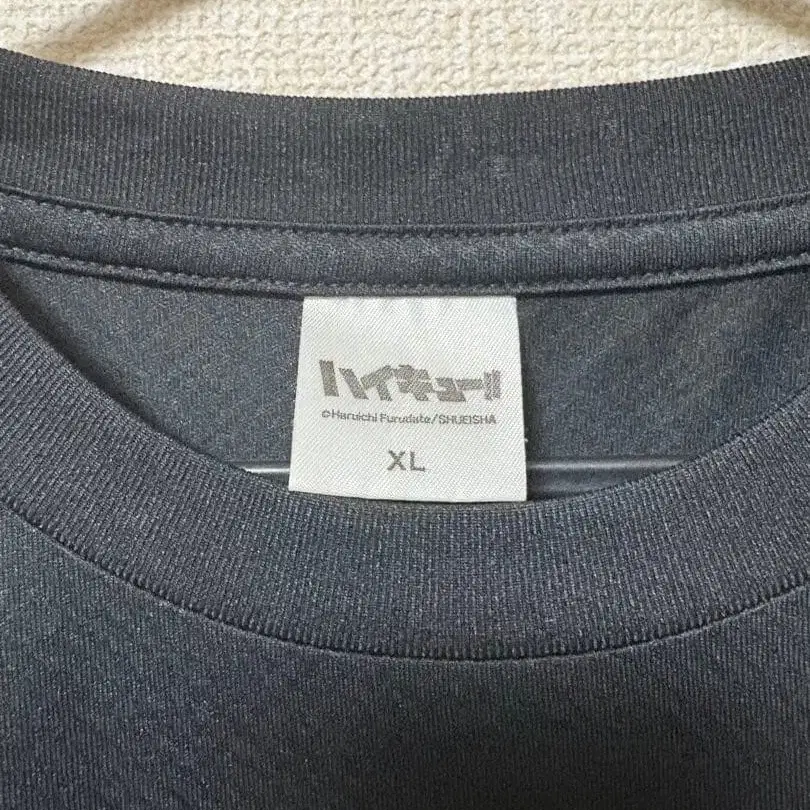 ハイキュー!!
©Haruichi Furudate/SHUEISHA
XL